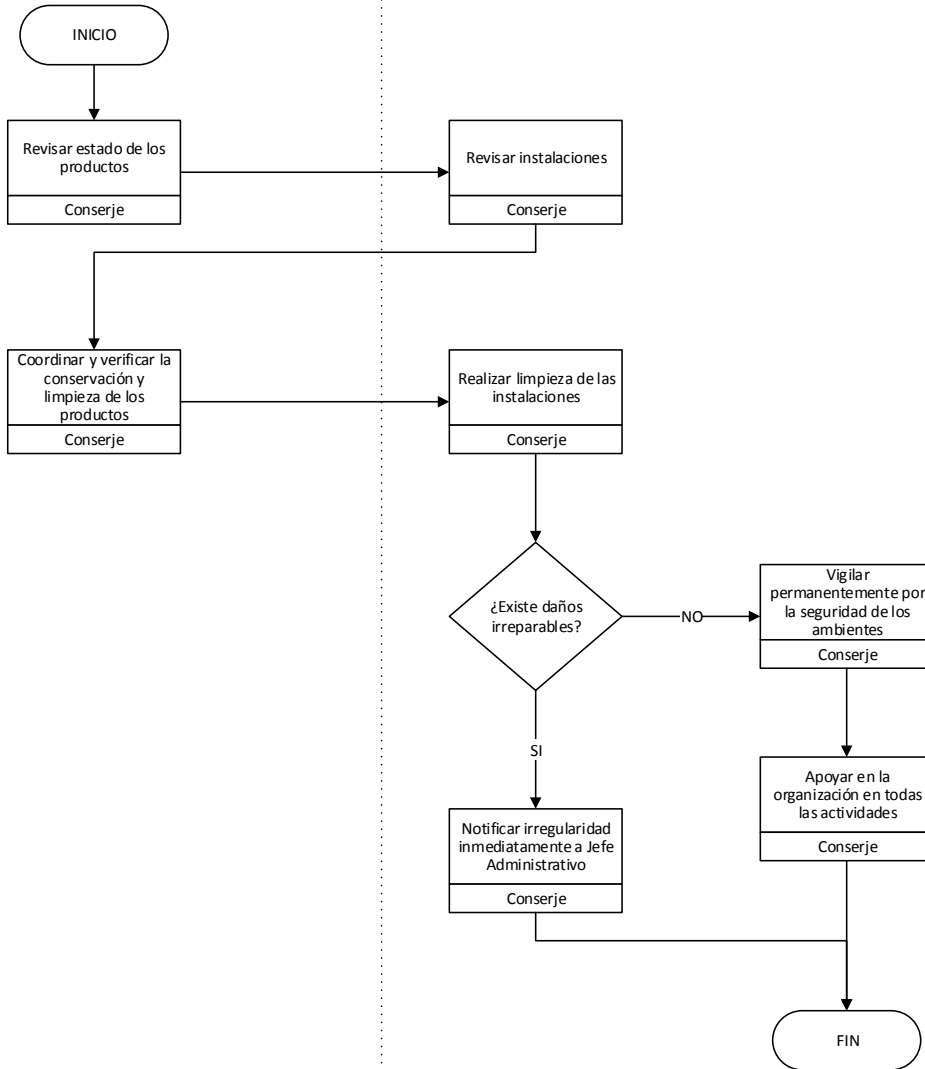 INICIO
Revisar estado de los
productos
Conserje
Revisar instalaciones
Conserje
Coordinar y verificar la
conservación y
limpieza de los
productos
Conserje
Realizar limpieza de las
instalaciones
Conserje
¿Existe daños
irreparables?
NO
Vigilar
permanentemente por
la seguridad de los
ambientes
Conserje
SI
Apoyar en la
organización en todas
las actividades
Conserje
Notificar irregularidad
inmediatamente a Jefe
Administrativo
Conserje
FIN